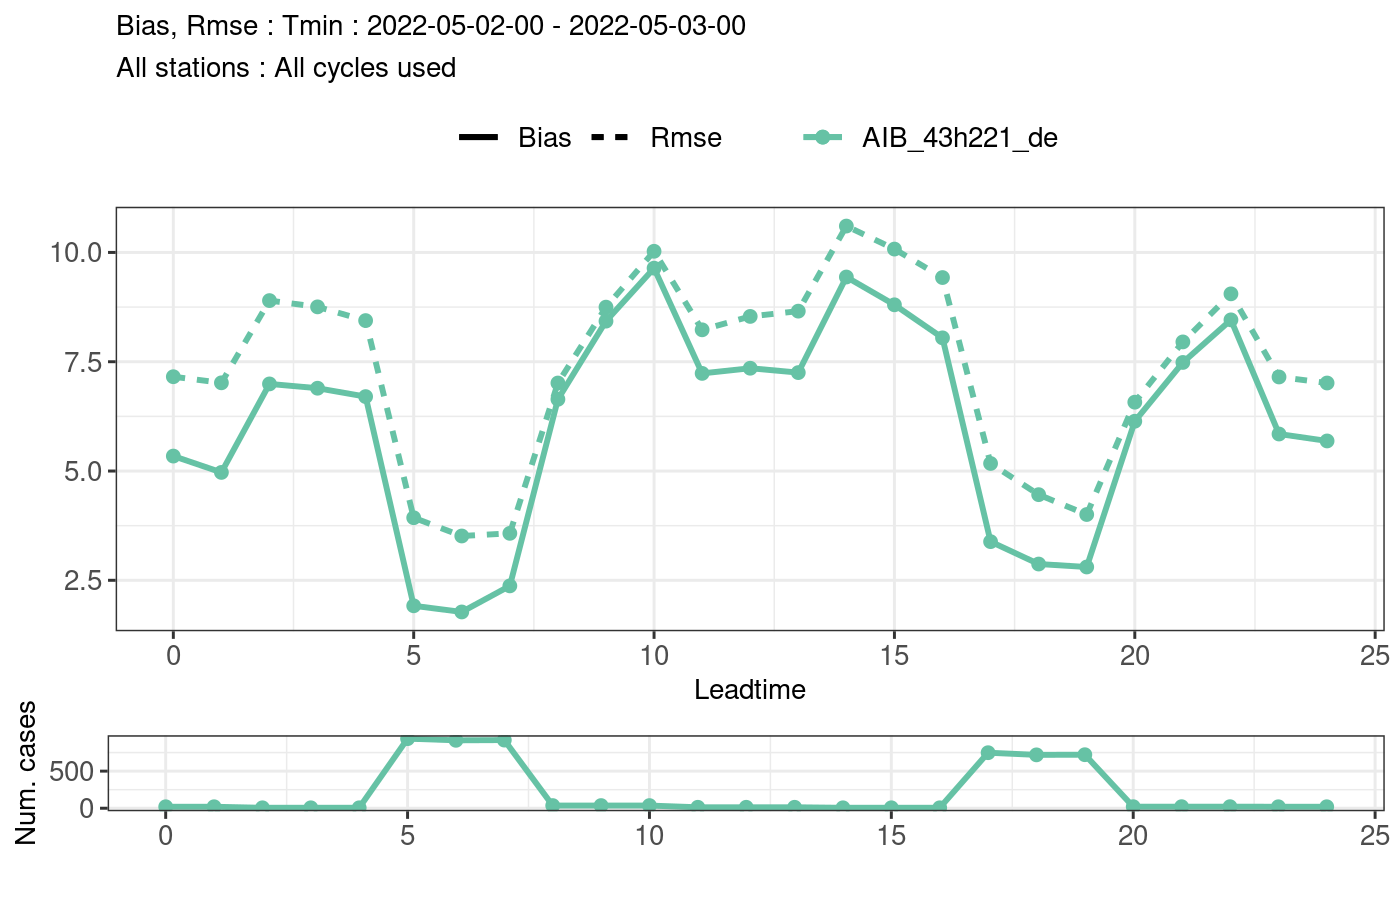 Bias, Rmse : Tmin : 2022-05-02-00 - 2022-05-03-00
All stations : All cycles used
Bias Rmse AIB_43h221_de
10.0
7.5
5.0
2.5
0 5 10 15 20 25
Leadtime
Num. cases
500
0
0 5 10 15 20 25